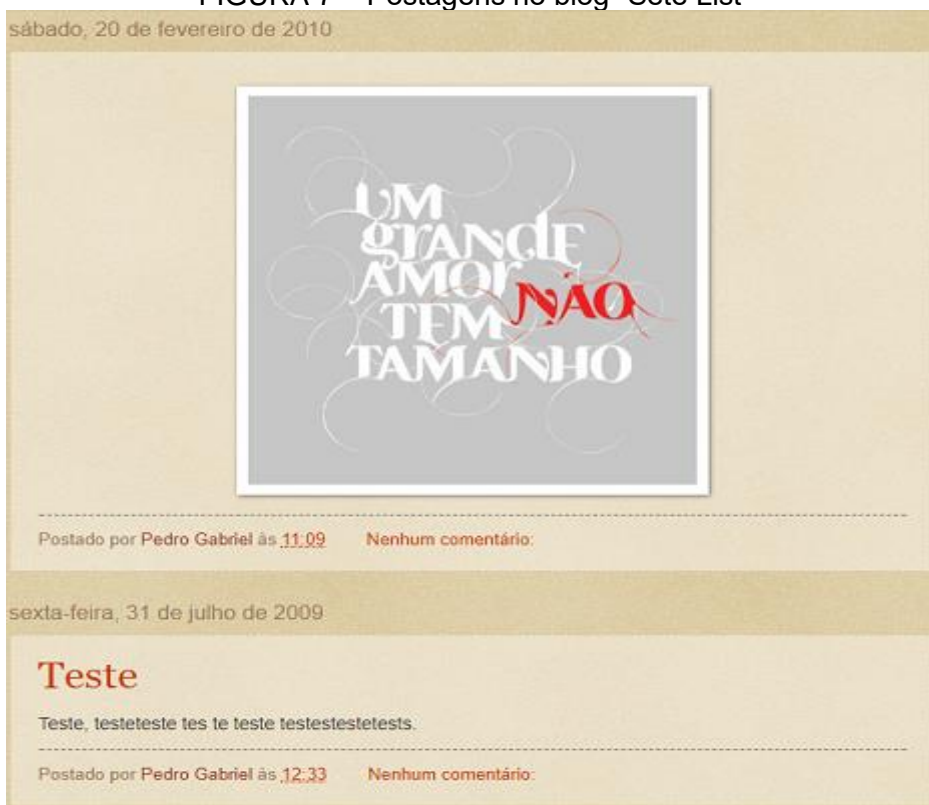 sábado, 20 de fevereiro de 2010
UM
GRANDE
AMOR
NÃO
TEM
TAMANHO
Postado por Pedro Gabriel às 11:09 Nenhum comentário:
sexta-feira, 31 de julho de 2009
Teste
Teste, testeteste tes te teste testestestetests.
Postado por Pedro Gabriel às 12:33 Nenhum comentário: